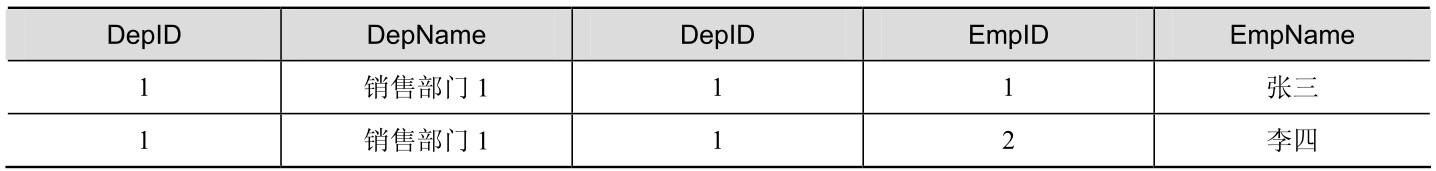 DepID DepName DepID EmpID EmpName
1 销售部门 1 1 1 张三
1 销售部门 1 1 2 李四